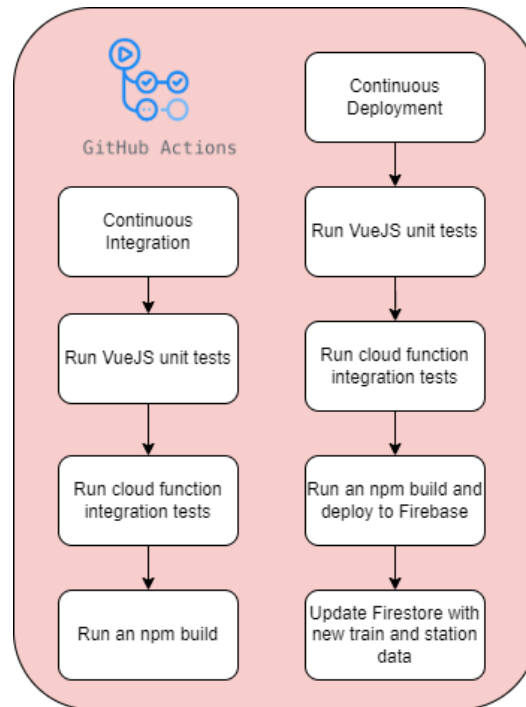 GitHub Actions
Continuous
Integration
Run VueJS unit tests
Run cloud function
integration tests
Run an npm build
Continuous
Deployment
Run VueJS unit tests
Run cloud function
integration tests
Run an npm build and
deploy to Firebase
Update Firestore with
new train and station
data